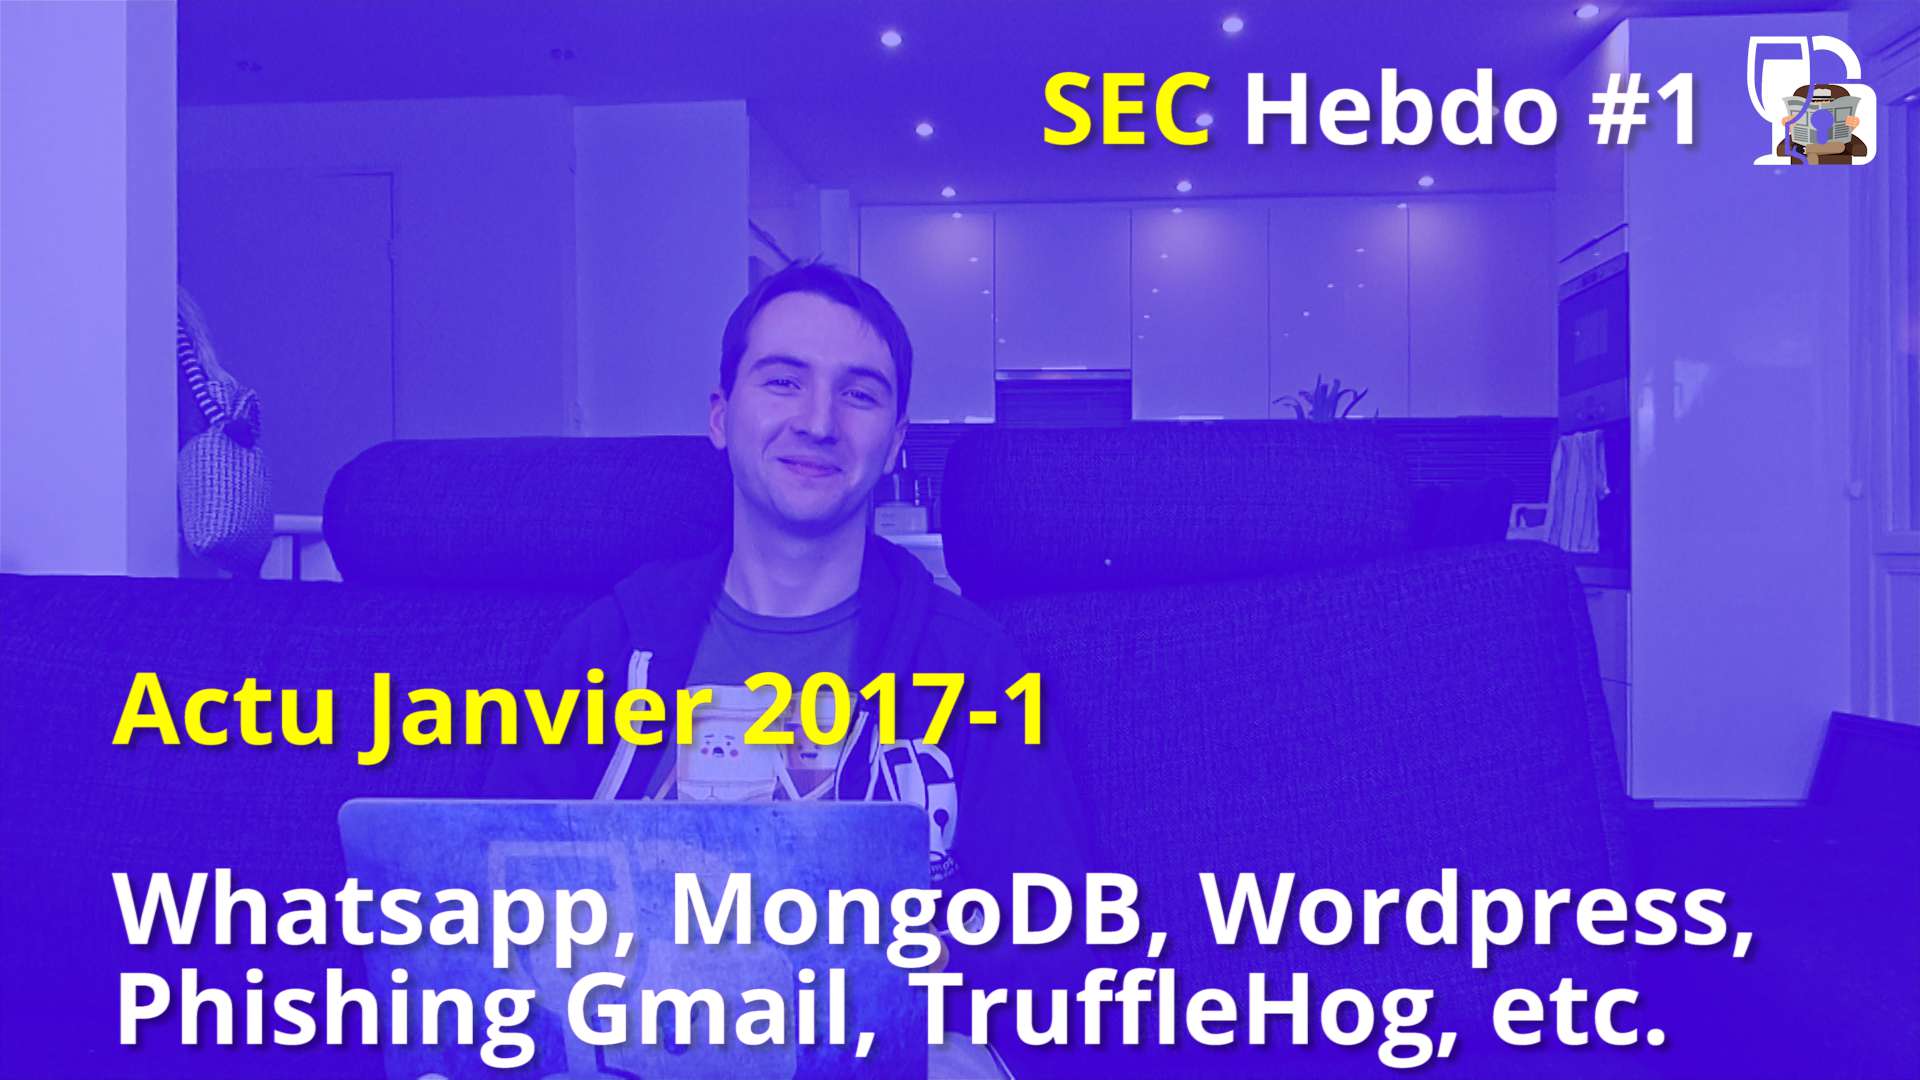 SEC Hebdo #1
Actu Janvier 2017-1
Whatsapp, MongoDB, Wordpress,
Phishing Gmail, TruffleHog, etc.